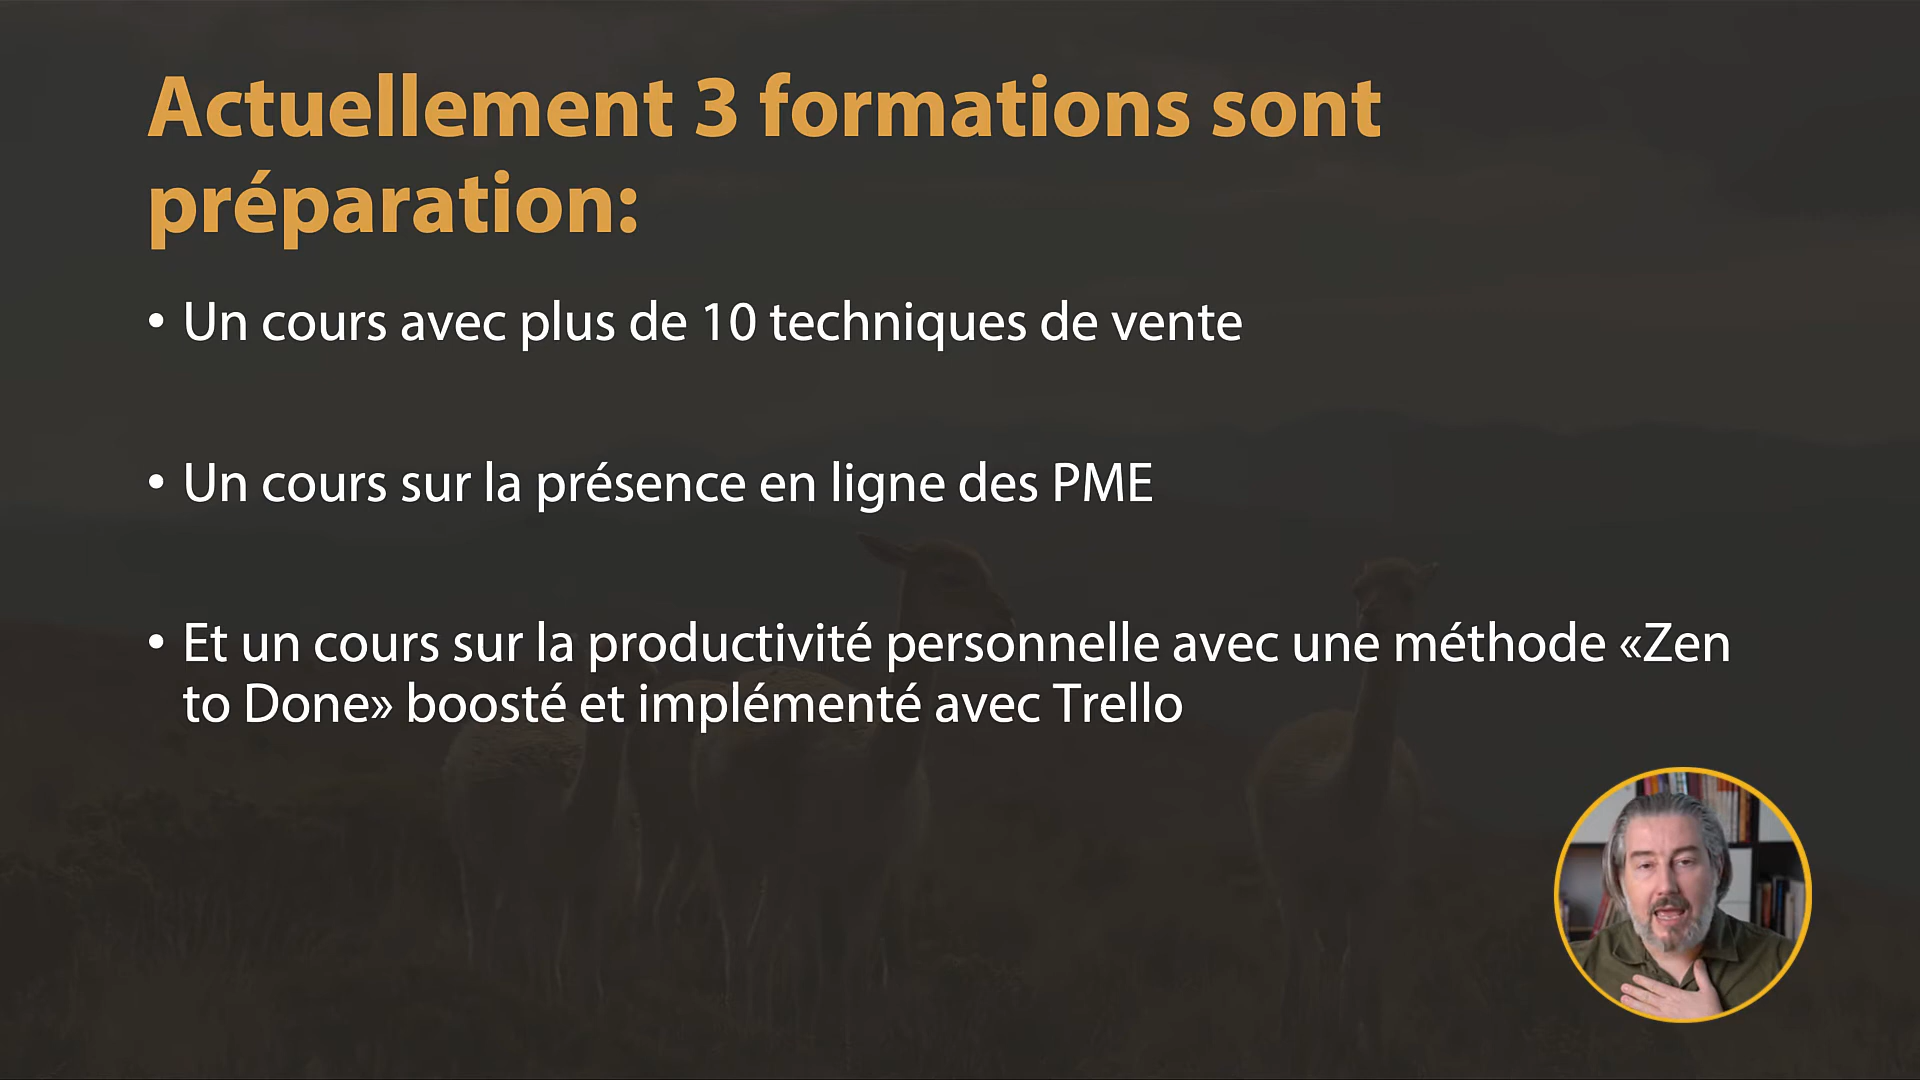 Actuellement 3 formations sont
préparation:
• Un cours avec plus de 10 techniques de vente
• Un cours sur la présence en ligne des PME
• Et un cours sur la productivité personnelle avec une méthode «Zen
to Done» boosté et implémenté avec Trello